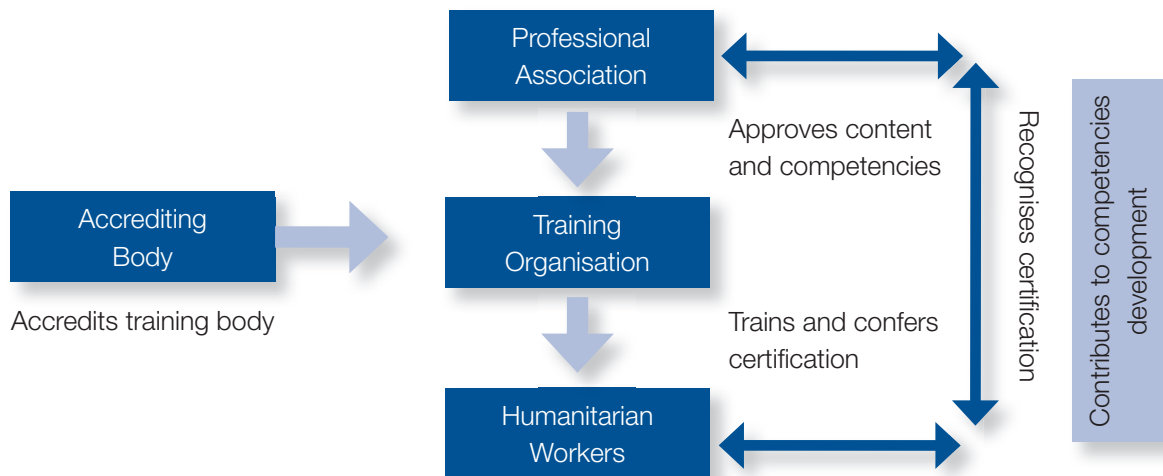 Professional
Association
Approves content
and competencies
Accrediting
Body
Accredits training body
Training
Organisation
Trains and confers
certification
Humanitarian
Workers
Recognises certification
Contributes to competencies
development